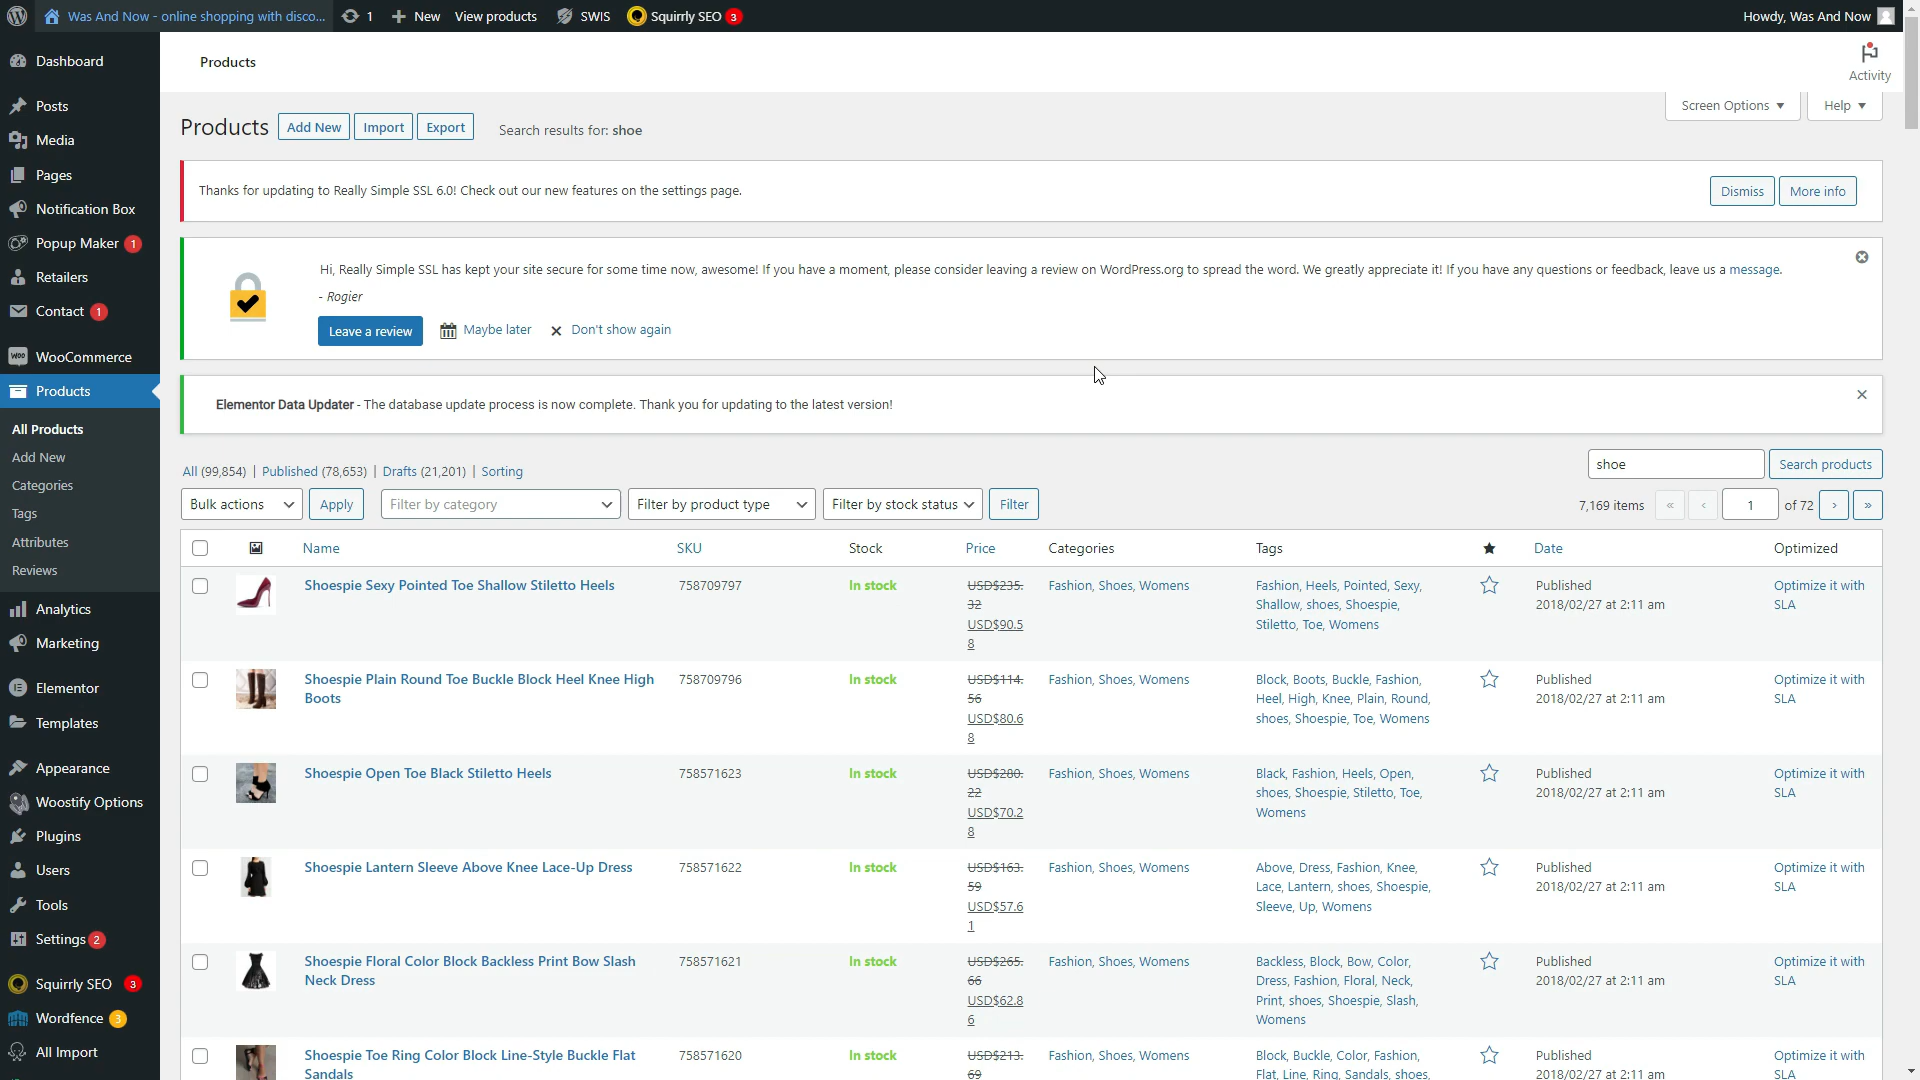 Was And Now - online shopping with disco... 1 New View products SWIS Squirrly SEO 3 Howdy, Was And Now
Dashboard
Posts
Media
Pages
Notification Box
Popup Maker 1
Retailers
Contact 1
WooCommerce
Products
All Products
Add New
Categories
Tags
Attributes
Reviews
Analytics
Marketing
Elementor
Templates
Appearance
Woostify Options
Plugins
Users
Tools
Settings 2
Squirrly SEO 3
Wordfence 3
All Import
Products
Activity
Screen Options Help
Products Add New Import Export Search results for: shoe
Thanks for updating to Really Simple SSL 6.0! Check out our new features on the settings page. Dismiss More info
Hi, Really Simple SSL has kept your site secure for some time now, awesome! If you have a moment, please consider leaving a review on WordPress.org to spread the word. We greatly appreciate it! If you have any questions or feedback, leave us a message.
- Rogier
Leave a review Maybe later Don't show again
Elementor Data Updater - The database update process is now complete. Thank you for updating to the latest version!
All (99,854) | Published (78,653) | Drafts (21,201) | Sorting
shoe Search products
Bulk actions Apply Filter by category Filter by product type Filter by stock status Filter 7,169 items « ‹ 1 of 72 › »
Name SKU Stock Price Categories Tags Date Optimized
Shoespie Sexy Pointed Toe Shallow Stiletto Heels 758709797 In stock USD$235. Fashion, Shoes, Womens Fashion, Heels, Pointed, Sexy, Published Optimize it with
32 Shallow, shoes, Shoespie, 2018/02/27 at 2:11 am SLA
USD$90.5 Stiletto, Toe, Womens
8
Shoespie Plain Round Toe Buckle Block Heel Knee High 758709796 In stock USD$114. Fashion, Shoes, Womens Block, Boots, Buckle, Fashion, Published Optimize it with
Boots 56 Heel, High, Knee, Plain, Round, 2018/02/27 at 2:11 am SLA
USD$80.6 shoes, Shoespie, Toe, Womens
8
Shoespie Open Toe Black Stiletto Heels 758571623 In stock USD$280. Fashion, Shoes, Womens Black, Fashion, Heels, Open, Published Optimize it with
22 shoes, Shoespie, Stiletto, Toe, 2018/02/27 at 2:11 am SLA
USD$70.2 Womens
8
Shoespie Lantern Sleeve Above Knee Lace-Up Dress 758571622 In stock USD$163. Fashion, Shoes, Womens Above, Dress, Fashion, Knee, Published Optimize it with
59 Lace, Lantern, shoes, Shoespie, 2018/02/27 at 2:11 am SLA
USD$57.6 Sleeve, Up, Womens
1
Shoespie Floral Color Block Backless Print Bow Slash 758571621 In stock USD$265. Fashion, Shoes, Womens Backless, Block, Bow, Color, Published Optimize it with
Neck Dress 66 Dress, Fashion, Floral, Neck, 2018/02/27 at 2:11 am SLA
USD$62.8 Print, shoes, Shoespie, Slash,
6 Womens
Shoespie Toe Ring Color Block Line-Style Buckle Flat 758571620 In stock USD$213. Fashion, Shoes, Womens Block, Buckle, Color, Fashion, Published Optimize it with
Sandals 69 Flat, Line, Ring, Sandals, shoes, 2018/02/27 at 2:11 am SLA